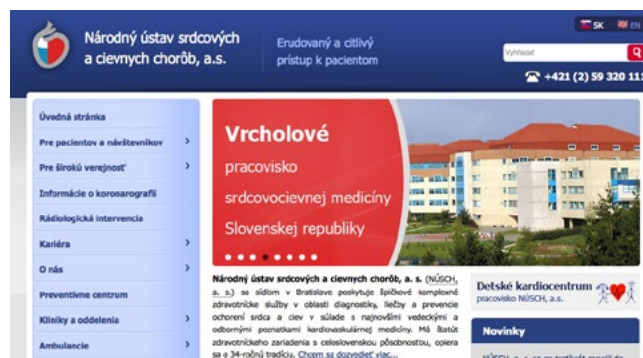 Národný ústav srdcových
a cievnych chorôb, a.s.
Erudovaný a citlivý
prístup k pacientom
SK
EN
Vyhľadať
+421 (2) 59 320 111
Úvodná stránka
Pre pacientov a návštevníkov
Pre širokú verejnosť
Informácie o koronarografii
Rádiologická intervencia
Kariéra
O nás
Preventívne centrum
Kliniky a oddelenia
Ambulancie
Vrcholové
pracovisko
srdcovocievnej medicíny
Slovenskej republiky
Národný ústav srdcových a cievnych chorôb, a. s. (NÚSCH,
a. s.) so sídlom v Bratislave poskytuje špičkové komplexné
zdravotnícke služby v oblasti diagnostiky, liečby a prevencie
ochorení srdca a ciev v súlade s najnovšími vedeckými a
odbornými poznatkami kardiovaskulárnej medicíny. Má štatút
zdravotníckeho zariadenia s celoslovenskou pôsobnosťou, opiera
sa o 34-ročnú tradíciu. Chcem sa dozvedieť viac...
Detské kardiocentrum
pracovisko NÚSCH, a.s.
Novinky